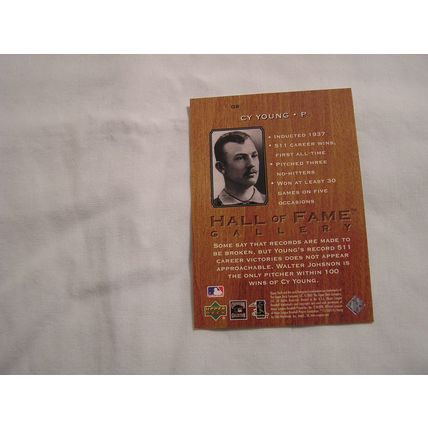 G8
CY YOUNG • P
• INDUCTED 1937
• 511 CAREER WINS,
FIRST ALL-TIME
• PITCHED THREE
NO-HITTERS
• WON AT LEAST 30
GAMES ON FIVE
OCCASIONS
HALL OF FAME™
GALLERY
SOME SAY THAT RECORDS ARE MADE TO
BE BROKEN, BUT YOUNG'S RECORD 511
CAREER VICTORIES DOES NOT APPEAR
APPROACHABLE. WALTER JOHSNON IS
THE ONLY PITCHER WITHIN 100
WINS OF CY YOUNG.